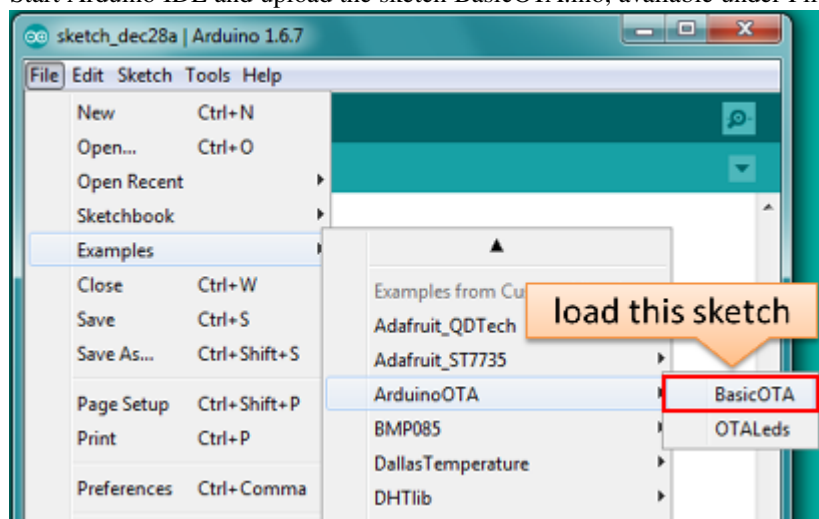 sketch_dec28a | Arduino 1.6.7
File Edit Sketch Tools Help
New Ctrl+N
Open... Ctrl+O
Open Recent
Sketchbook
Examples
Close Ctrl+W
Save Ctrl+S
Save As... Ctrl+Shift+S
Page Setup Ctrl+Shift+P
Print Ctrl+P
Preferences Ctrl+Comma
Examples from
Adafruit_QDTech
Adafruit_ST7735
ArduinoOTA
BMP085
DallasTemperature
DHTlib
load this sketch
BasicOTA
OTALeds